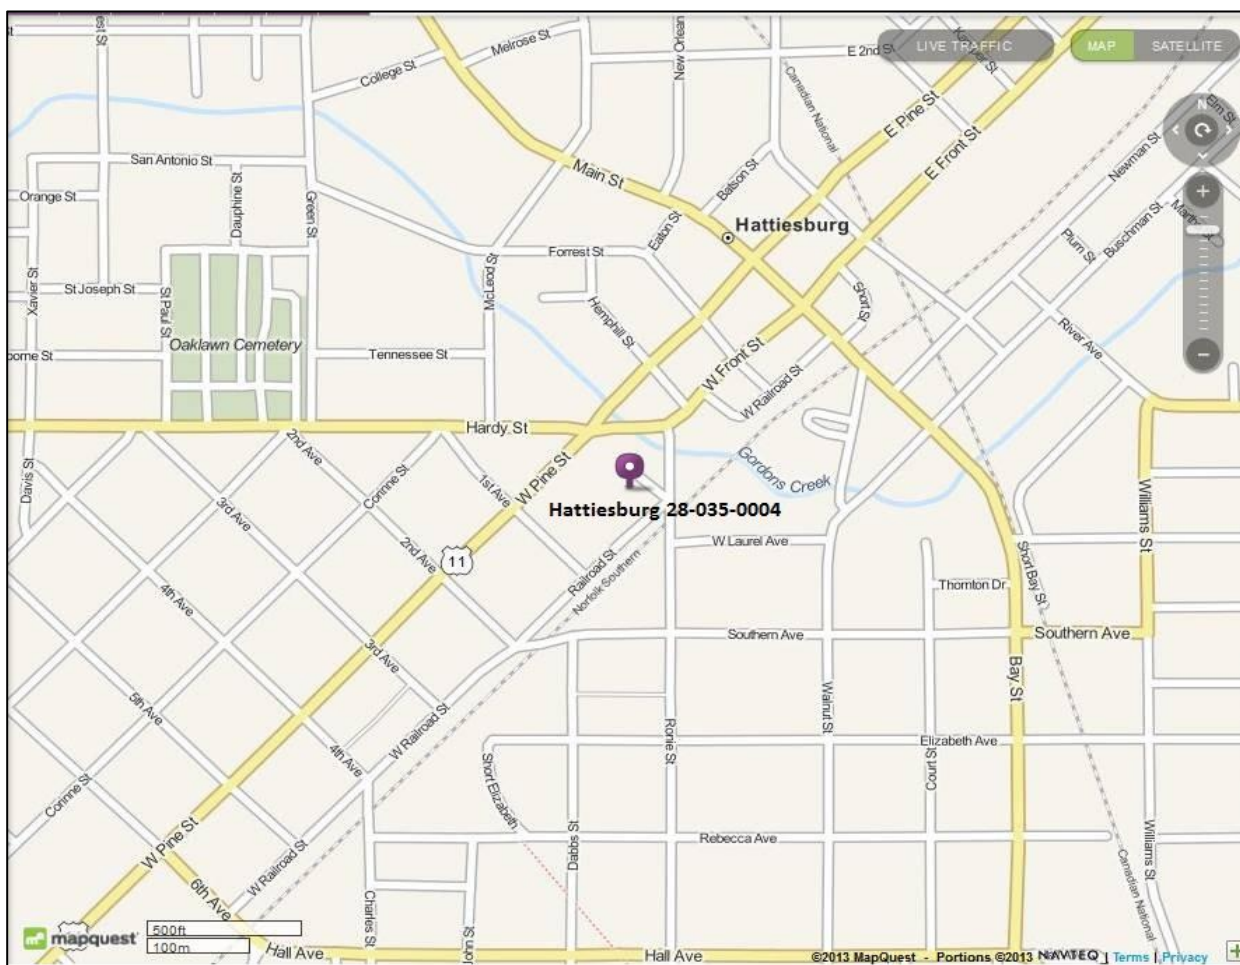 LIVE TRAFFIC
MAP
SATELLITE
N
Melrose St
College St
New Orlean
E 2nd St
Canadian National
E Pine St
E Front St
Elm St
Newman St
San Antonio St
Orange St
Dauphine St
Green St
Main St
Batson St
Eaton St
Hattiesburg
Forrest St
Plum St
Buschman St
Xavier St
St Joseph St
St Paul St
McLeod St
Hemphill St
Short St
River Ave
Oaklawn Cemetery
Tennessee St
W Front St
W Railroad St
Hardy St
2nd Ave
Corinne St
1st Ave
W Pine St
Gordons Creek
Davis St
3rd Ave
2nd Ave
11
Hattiesburg 28-035-0004
W Laurel Ave
Williams St
4th Ave
Railroad St
Norfolk Southern
Thornton Dr
Short Bay St
3rd Ave
Southern Ave
Southern Ave
Bay St
5th Ave
4th Ave
W Railroad St
Ronie St
Walnut St
Elizabeth Ave
Court St
Corinne St
Short Elizabeth
W Pine St
Dabbs St
Rebecca Ave
Williams St
W Railroad St
6th Ave
Charles St
John St
Canadian National
mapquest
500ft
100m
Hall Ave
Hall Ave
©2013 MapQuest - Portions ©2013 NAVTEQ | Terms | Privacy